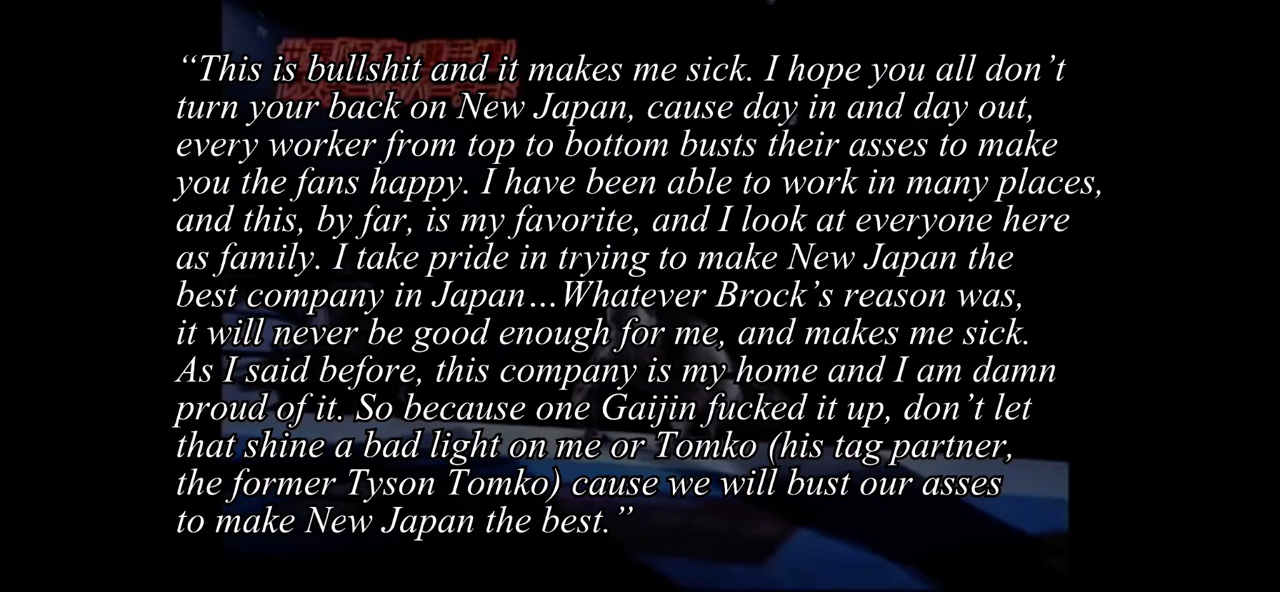 “This is bullshit and it makes me sick. I hope you all don’t
turn your back on New Japan, cause day in and day out,
every worker from top to bottom busts their asses to make
you the fans happy. I have been able to work in many places,
and this, by far, is my favorite, and I look at everyone here
as family. I take pride in trying to make New Japan the
best company in Japan…Whatever Brock’s reason was,
it will never be good enough for me, and makes me sick.
As I said before, this company is my home and I am damn
proud of it. So because one Gaijin fucked it up, don’t let
that shine a bad light on me or Tomko (his tag partner,
the former Tyson Tomko) cause we will bust our asses
to make New Japan the best.”